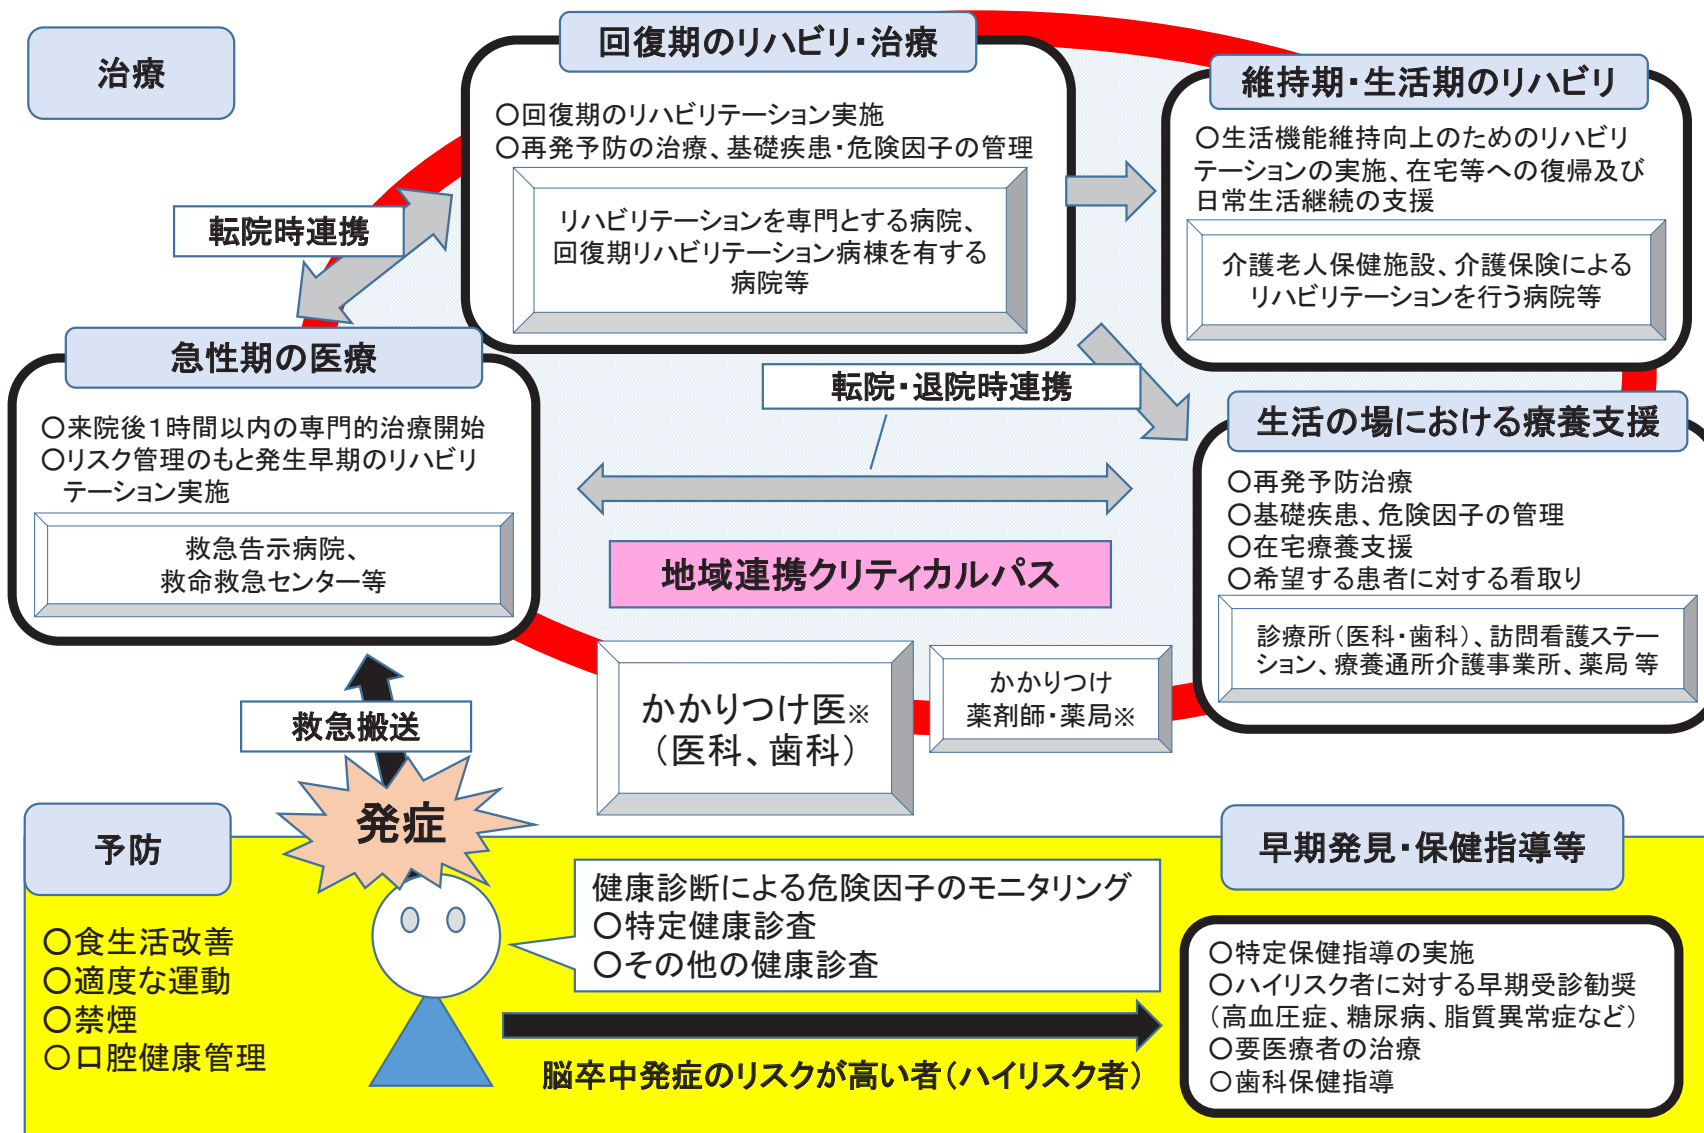 治療
回復期のリハビリ・治療
○回復期のリハビリテーション実施
○再発予防の治療、基礎疾患・危険因子の管理
リハビリテーションを専門とする病院、
回復期リハビリテーション病棟を有する
病院等
維持期・生活期のリハビリ
○生活機能維持向上のためのリハビリ
テーションの実施、在宅等への復帰及び
日常生活継続の支援
介護老人保健施設、介護保険による
リハビリテーションを行う病院等
転院時連携
急性期の医療
○来院後1時間以内の専門的治療開始
○リスク管理のもと発生早期のリハビリ
テーション実施
救急告示病院、
救命救急センター等
転院・退院時連携
地域連携クリティカルパス
生活の場における療養支援
○再発予防治療
○基礎疾患、危険因子の管理
○在宅療養支援
○希望する患者に対する看取り
診療所(医科・歯科)、訪問看護ステー
ション、療養通所介護事業所、薬局 等
かかりつけ医※
(医科、歯科)
かかりつけ
薬剤師・薬局※
救急搬送
発症
予防
○食生活改善
○適度な運動
○禁煙
○口腔健康管理
健康診断による危険因子のモニタリング
○特定健康診査
○その他の健康診査
脳卒中発症のリスクが高い者(ハイリスク者)
早期発見・保健指導等
○特定保健指導の実施
○ハイリスク者に対する早期受診勧奨
(高血圧症、糖尿病、脂質異常症など)
○要医療者の治療
○歯科保健指導